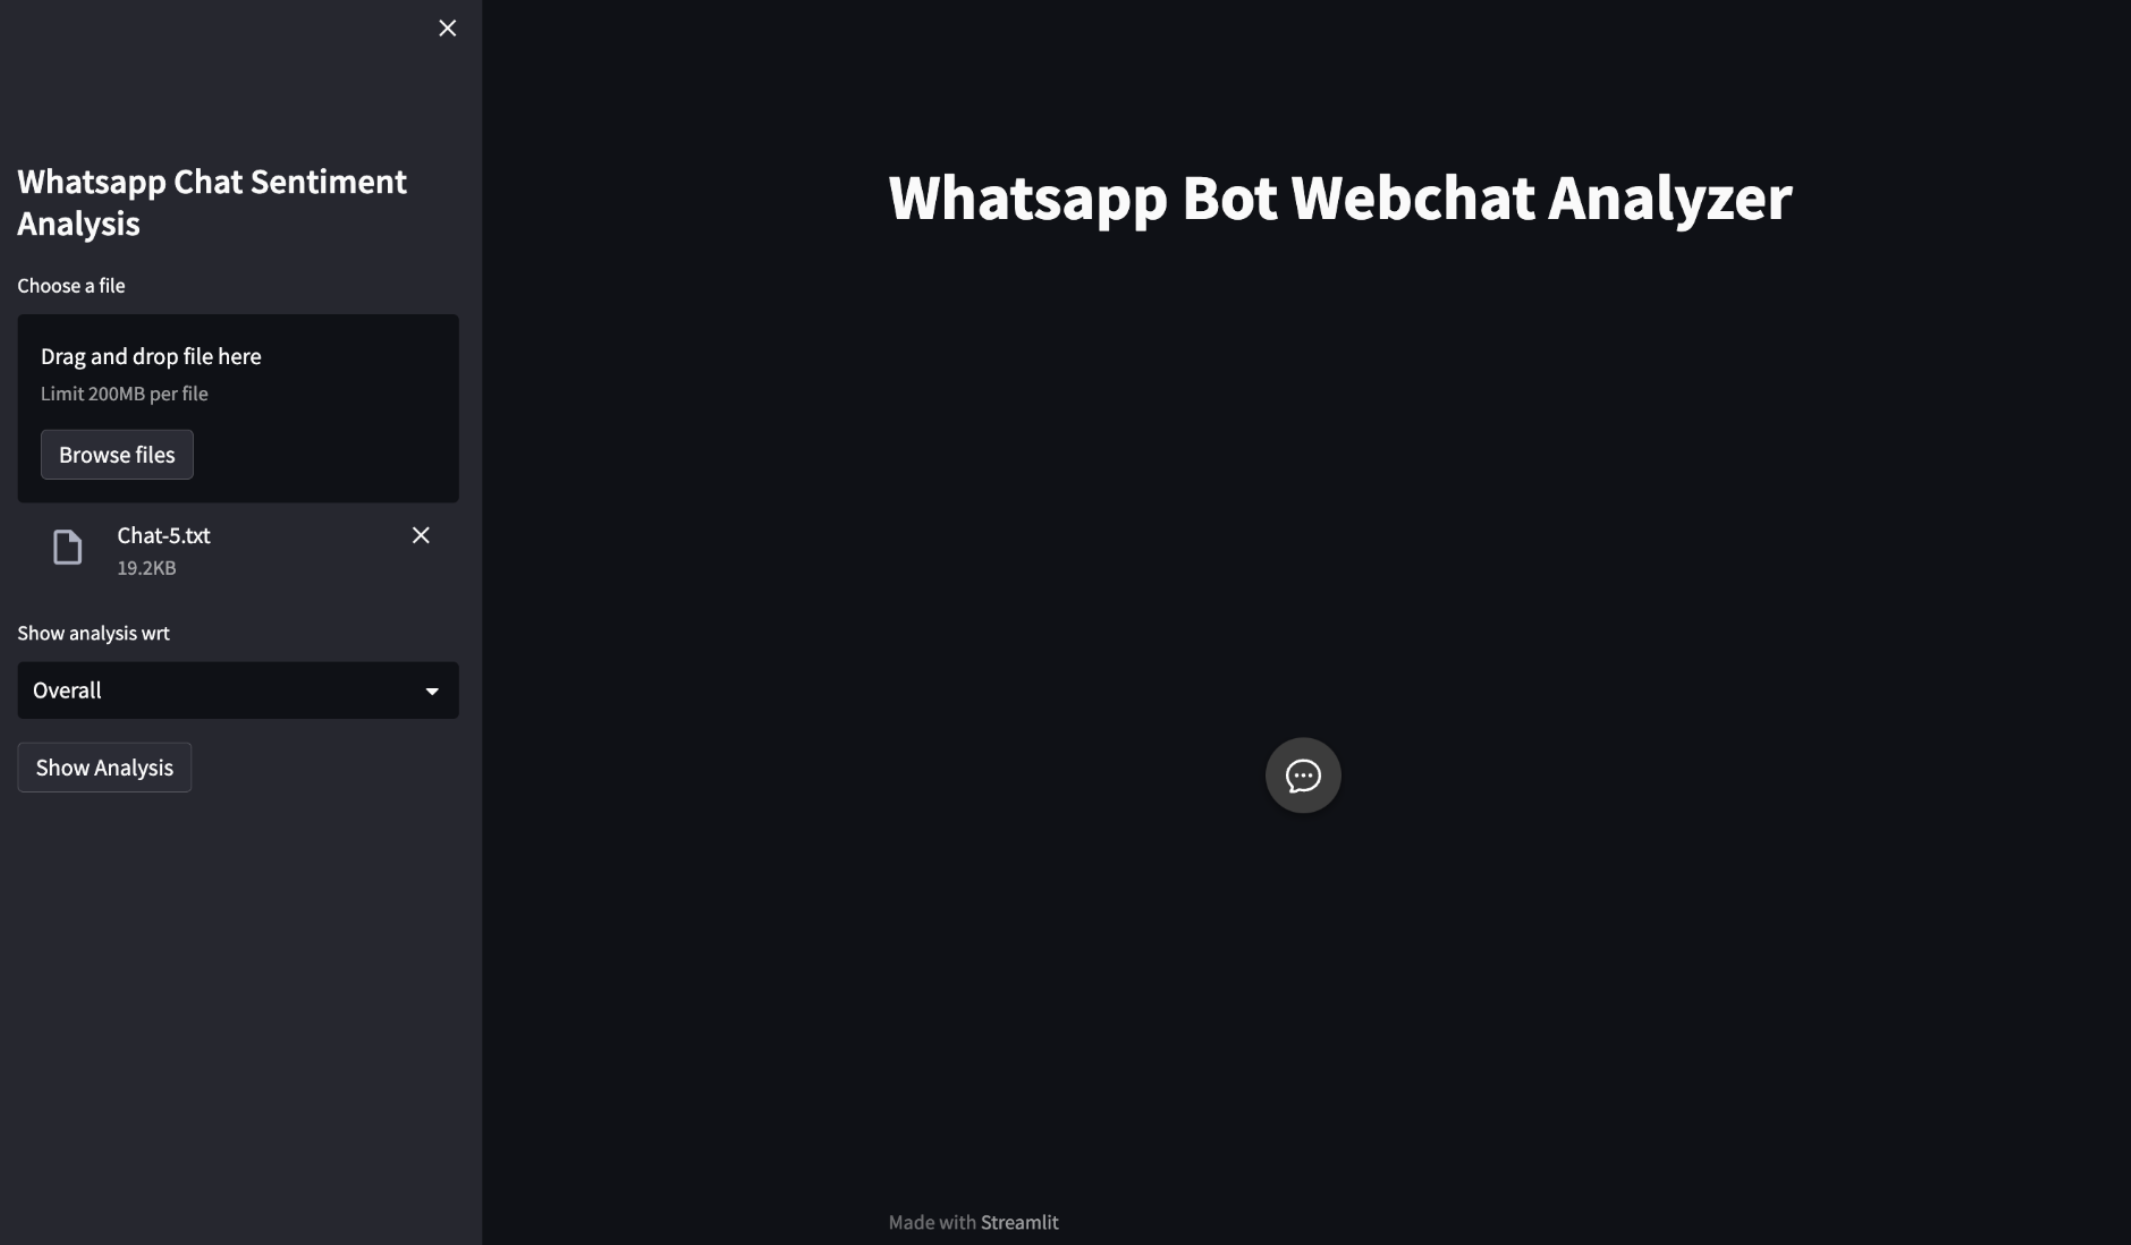 Whatsapp Chat Sentiment
Analysis
Choose a file
Drag and drop file here
Limit 200MB per file
Browse files
Chat-5.txt
19.2KB
Show analysis wrt
Overall
Show Analysis
Whatsapp Bot Webchat Analyzer
Made with Streamlit